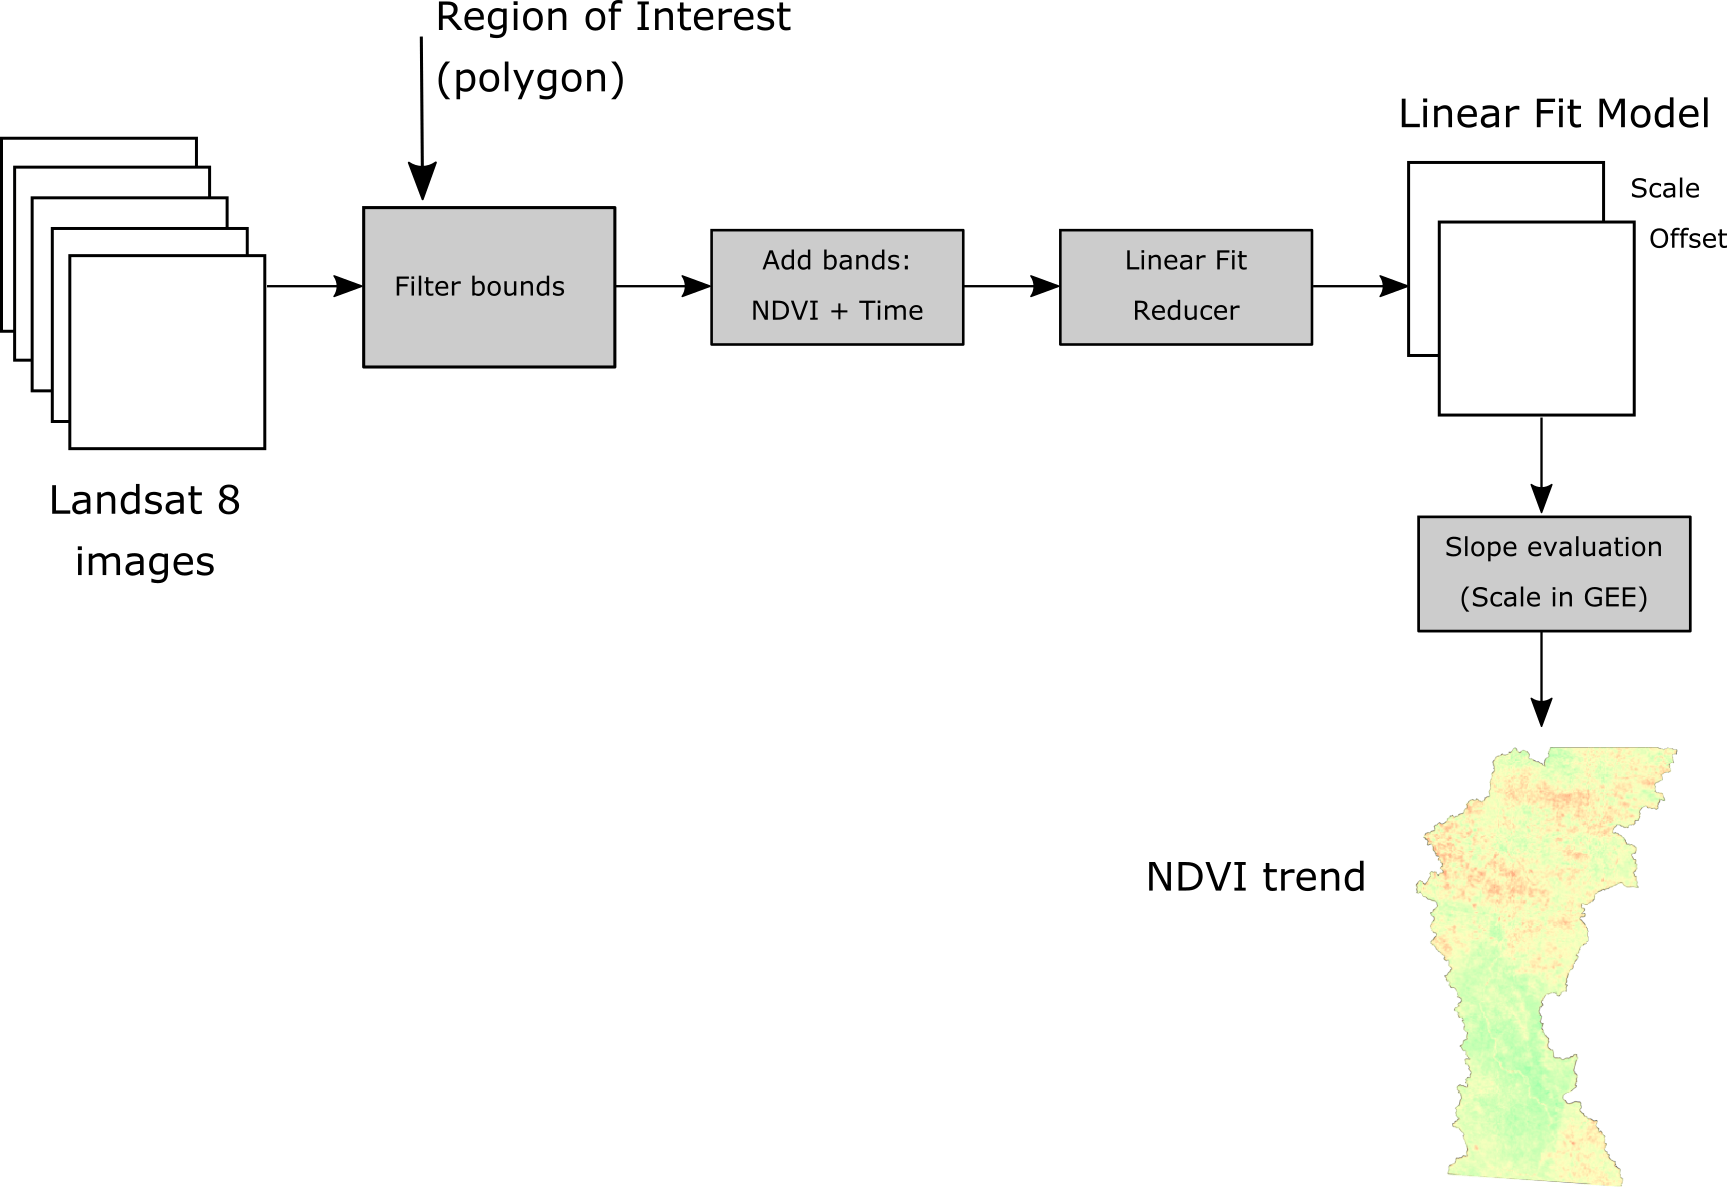 Region of Interest
(polygon)
Linear Fit Model
Scale
Offset
Filter bounds
Add bands:
NDVI + Time
Linear Fit
Reducer
Landsat 8
images
Slope evaluation
(Scale in GEE)
NDVI trend